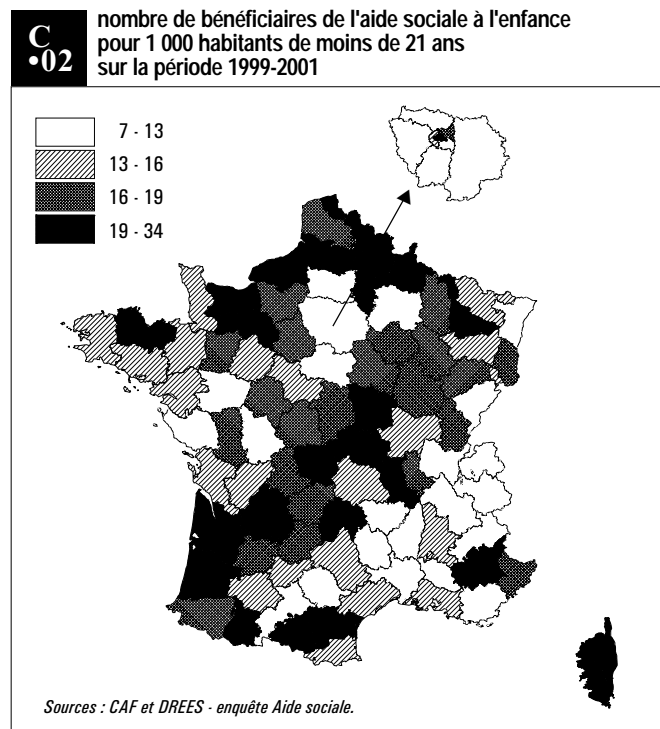 C
•02
nombre de bénéficiaires de l'aide sociale à l'enfance
pour 1 000 habitants de moins de 21 ans
sur la période 1999-2001
7 - 13
13 - 16
16 - 19
19 - 34
Sources : CAF et DREES - enquête Aide sociale.